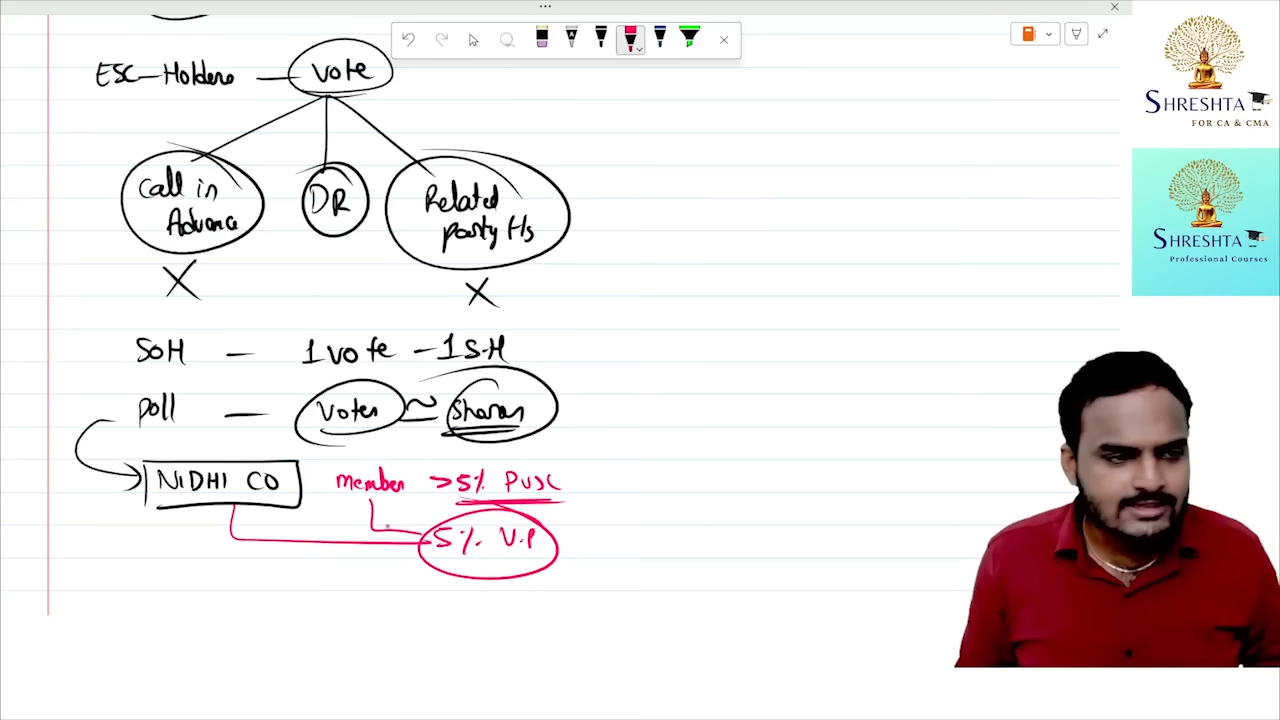 ESC-Holders — vote
Call in Advance
DR
Related party Hs
X
X
SOH — 1 vote - 1 S.H
poll — votes ~ shares
NIDHI CO
member > 5% PUSC
5% V.P
SHRESHTA
FOR CA & CMA
SHRESHTA
Professional Courses